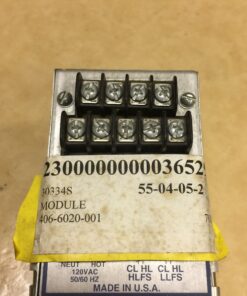 23000000003652
30334S 55-04-05-2
MODULE
406-6020-001
NEUT HOT CL HL CL HL
120VAC HLFS LLFS
50/60 HZ
MADE IN U.S.A.